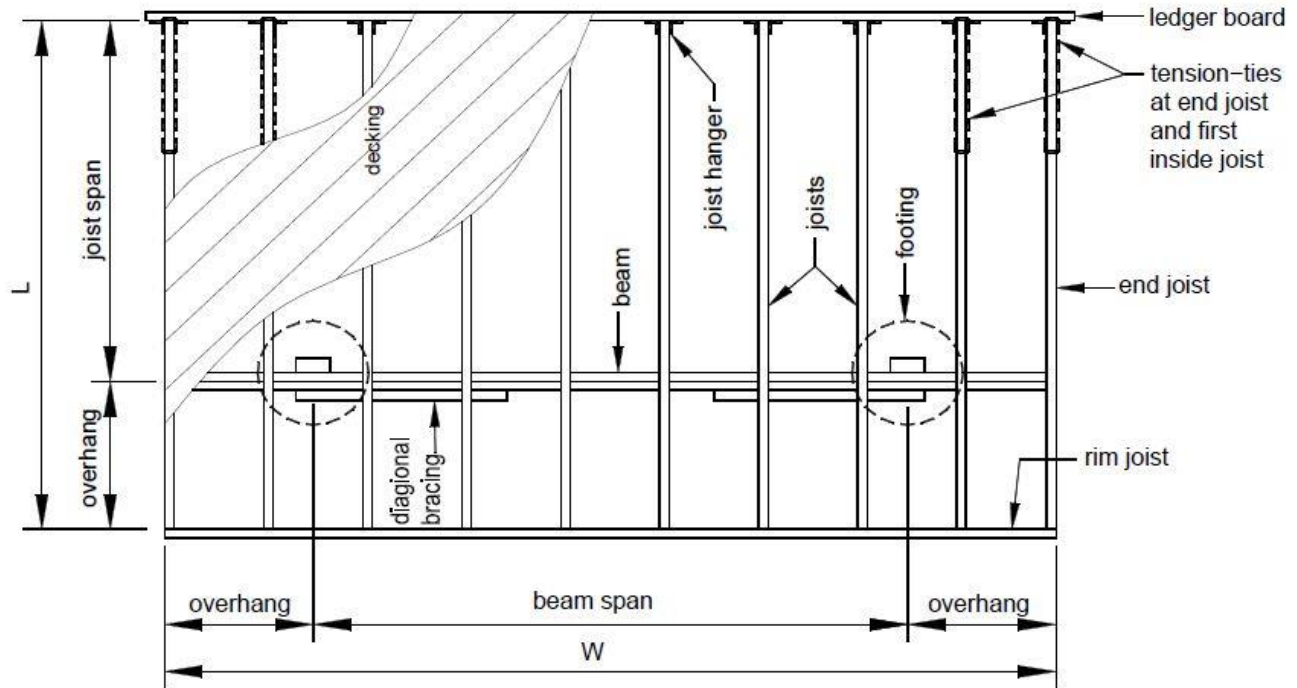 ledger board
tension-ties
at end joist
and first
inside joist
decking
joist hanger
joist span
joists
footing
L
beam
end joist
overhang
diagional
bracing
rim joist
overhang
beam span
overhang
W